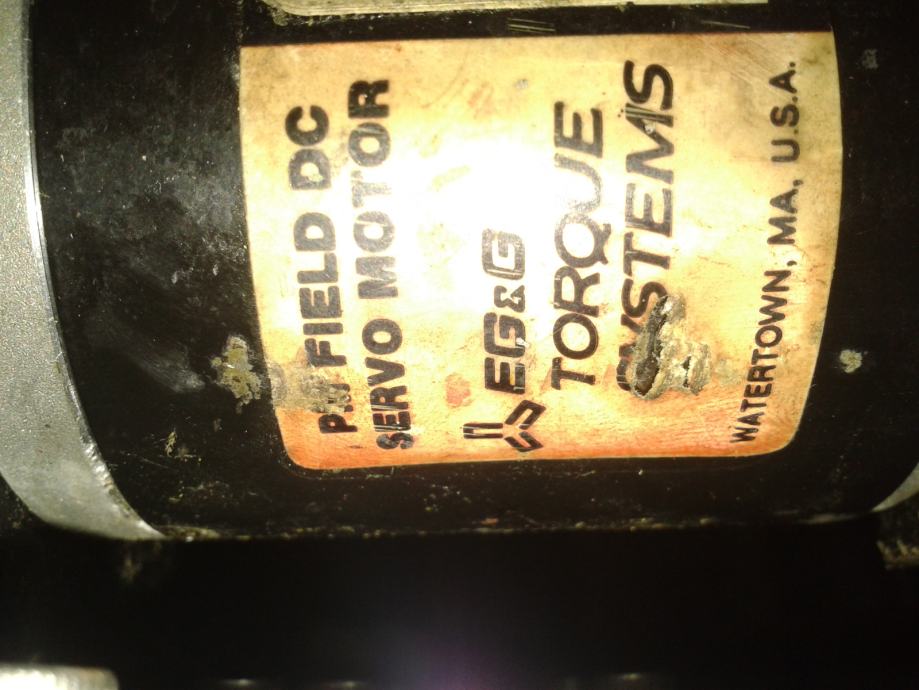 P.M FIELD DC
SERVO MOTOR
EG&G
TORQUE
SYSTEMS
WATERTOWN, MA, U.S.A.